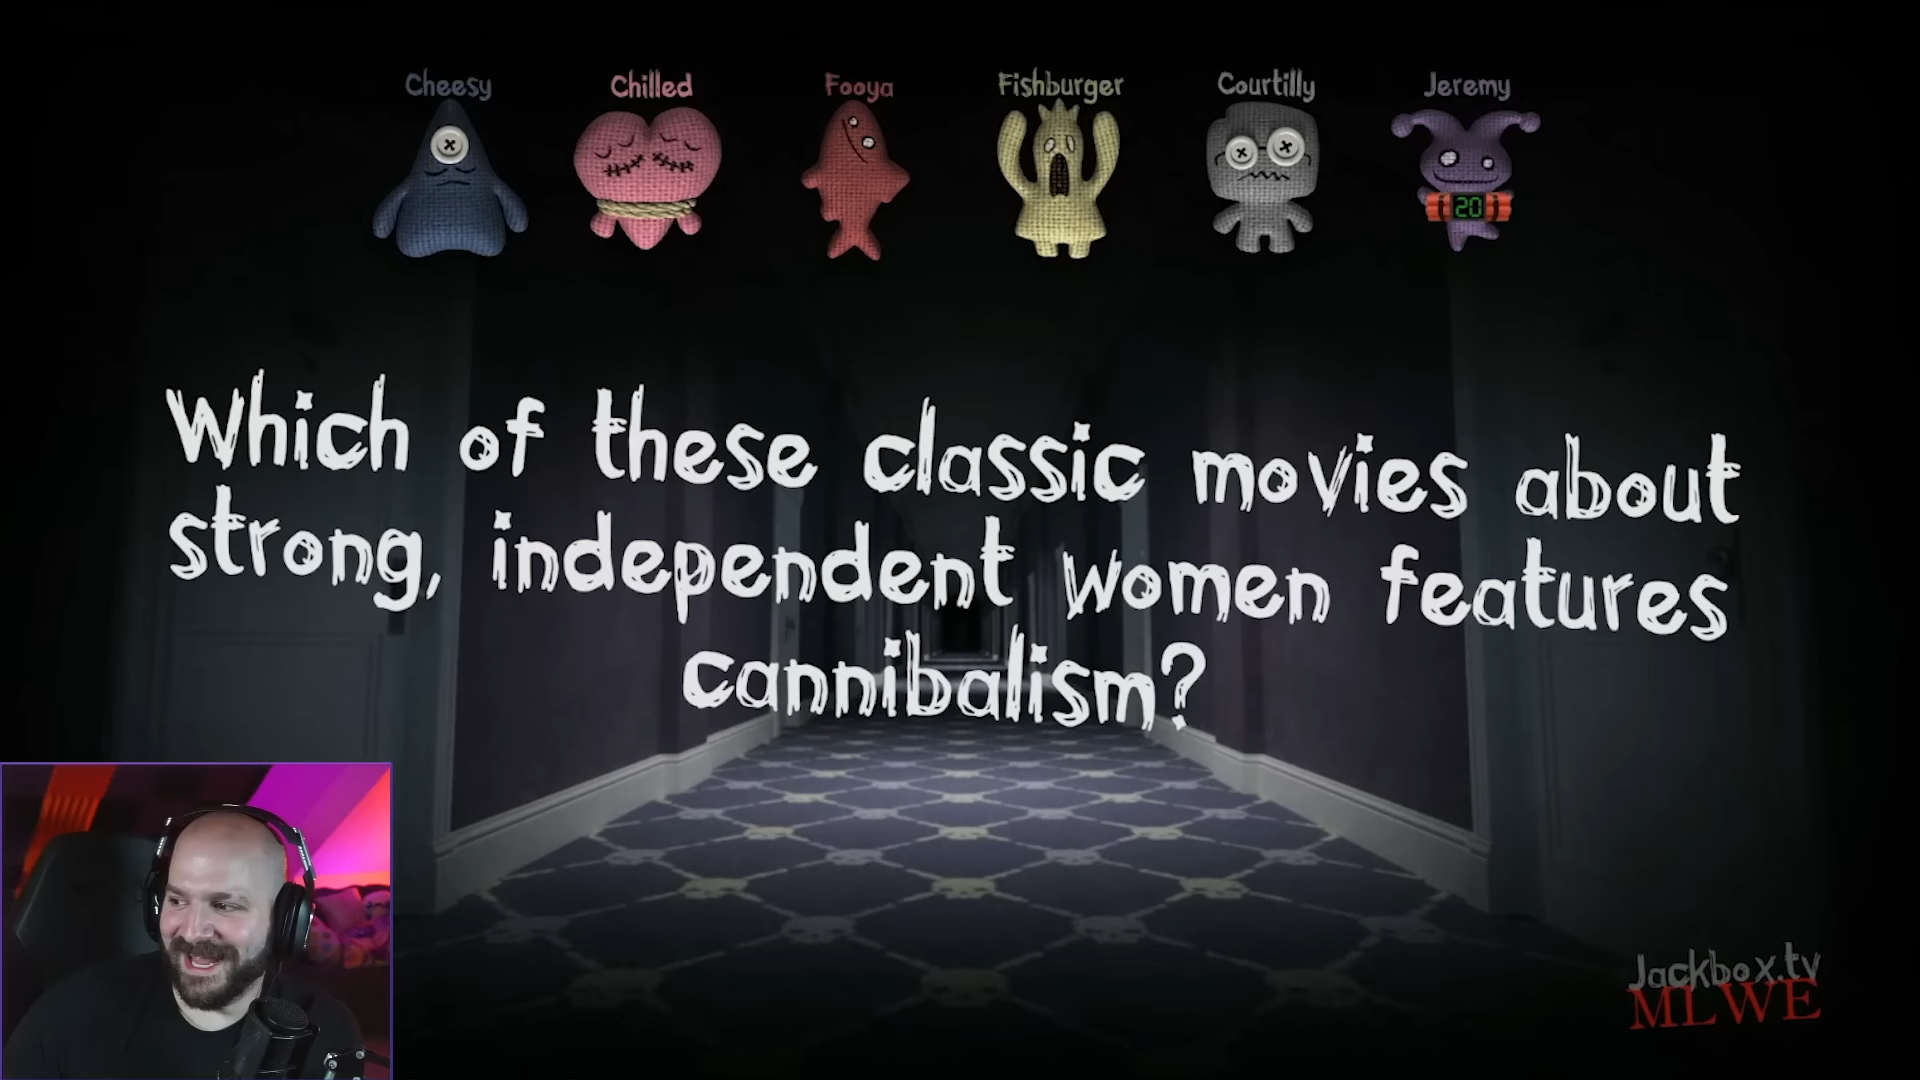 Cheesy Chilled Fooya Fishburger Courtilly Jeremy
20
Which of these classic movies about
strong, independent women features
cannibalism?
Jackbox.tv
MLWE